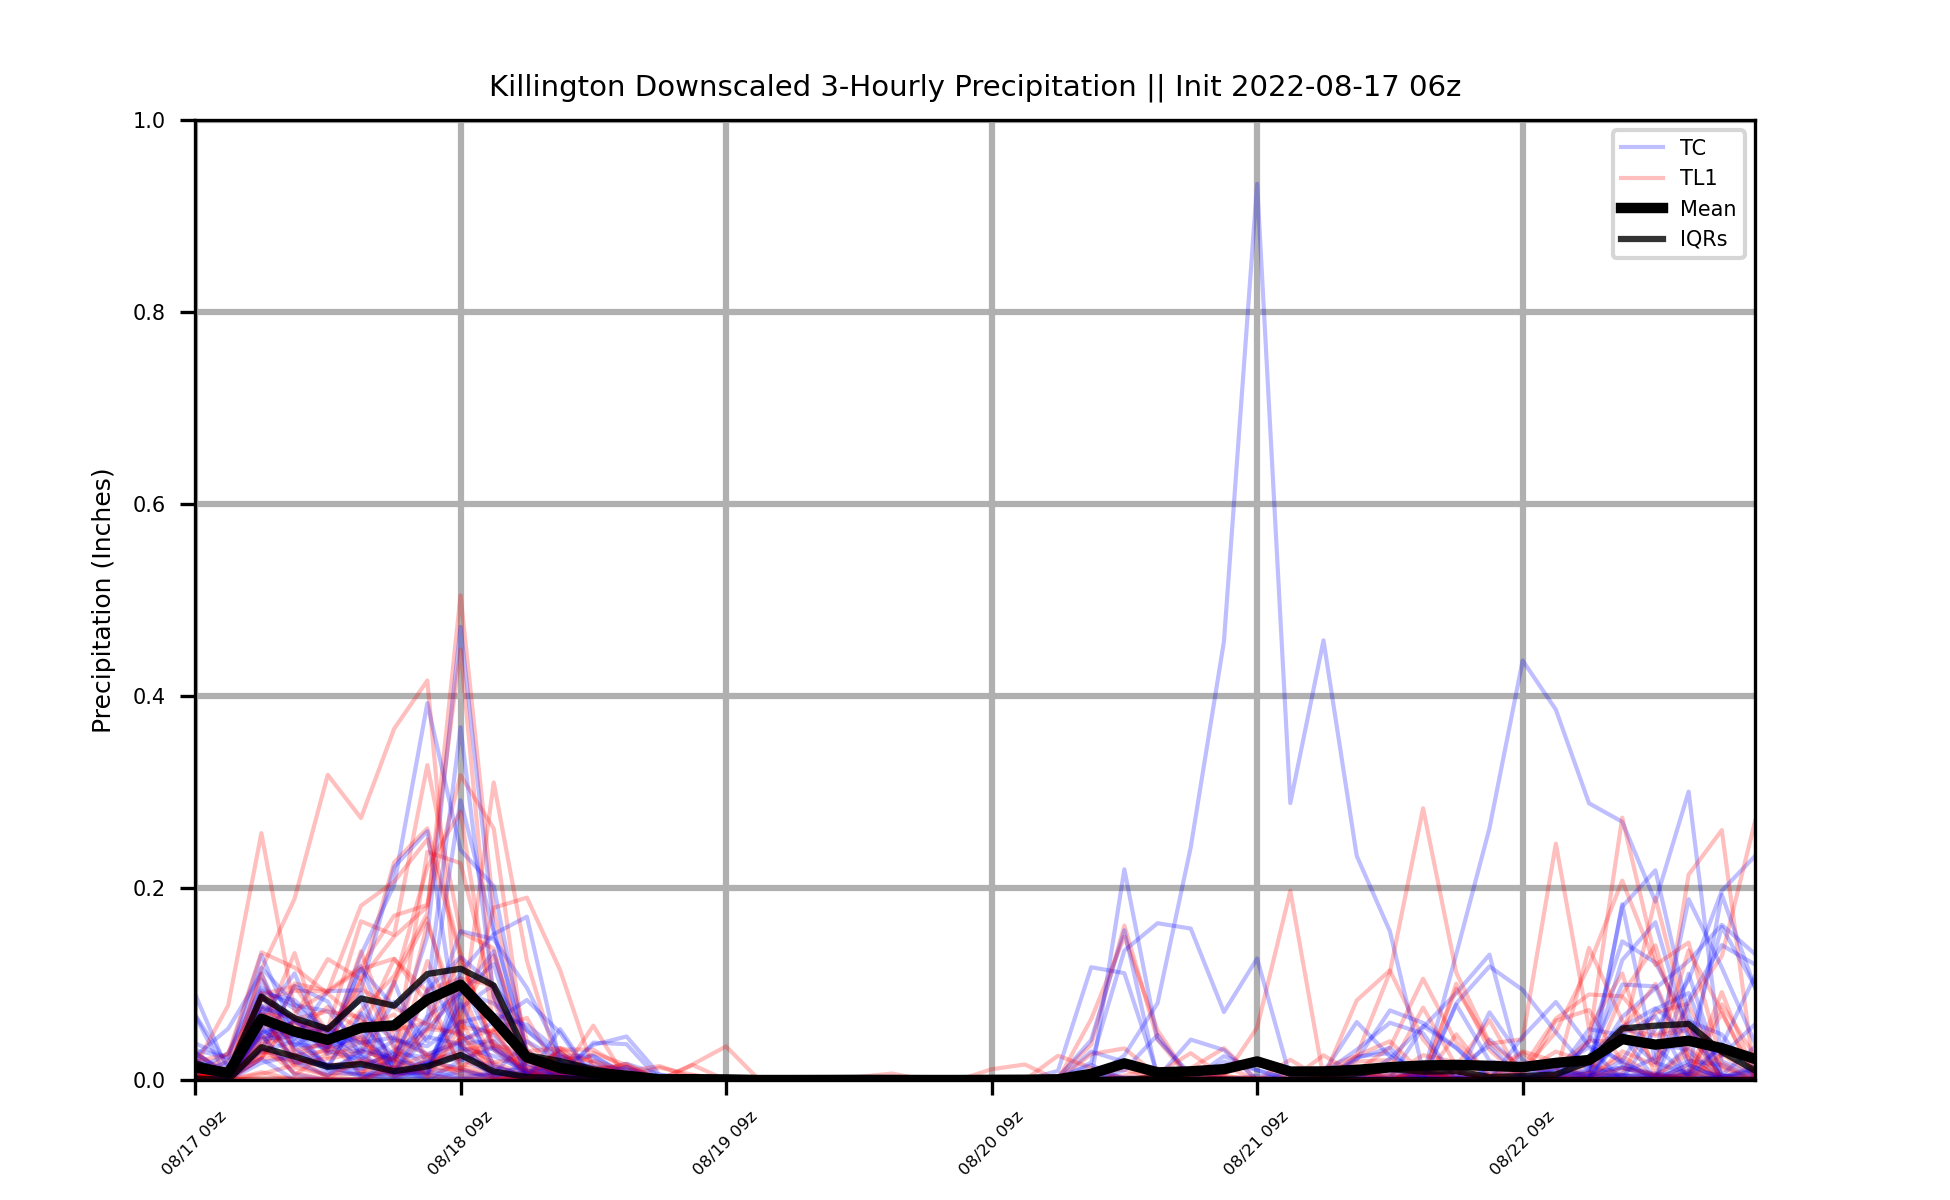 Killington Downscaled 3-Hourly Precipitation || Init 2022-08-17 06z
1.0
0.8
0.6
0.4
0.2
0.0
Precipitation (Inches)
TC
TL1
Mean
IQRs
08/17 09z
08/18 09z
08/19 09z
08/20 09z
08/21 09z
08/22 09z